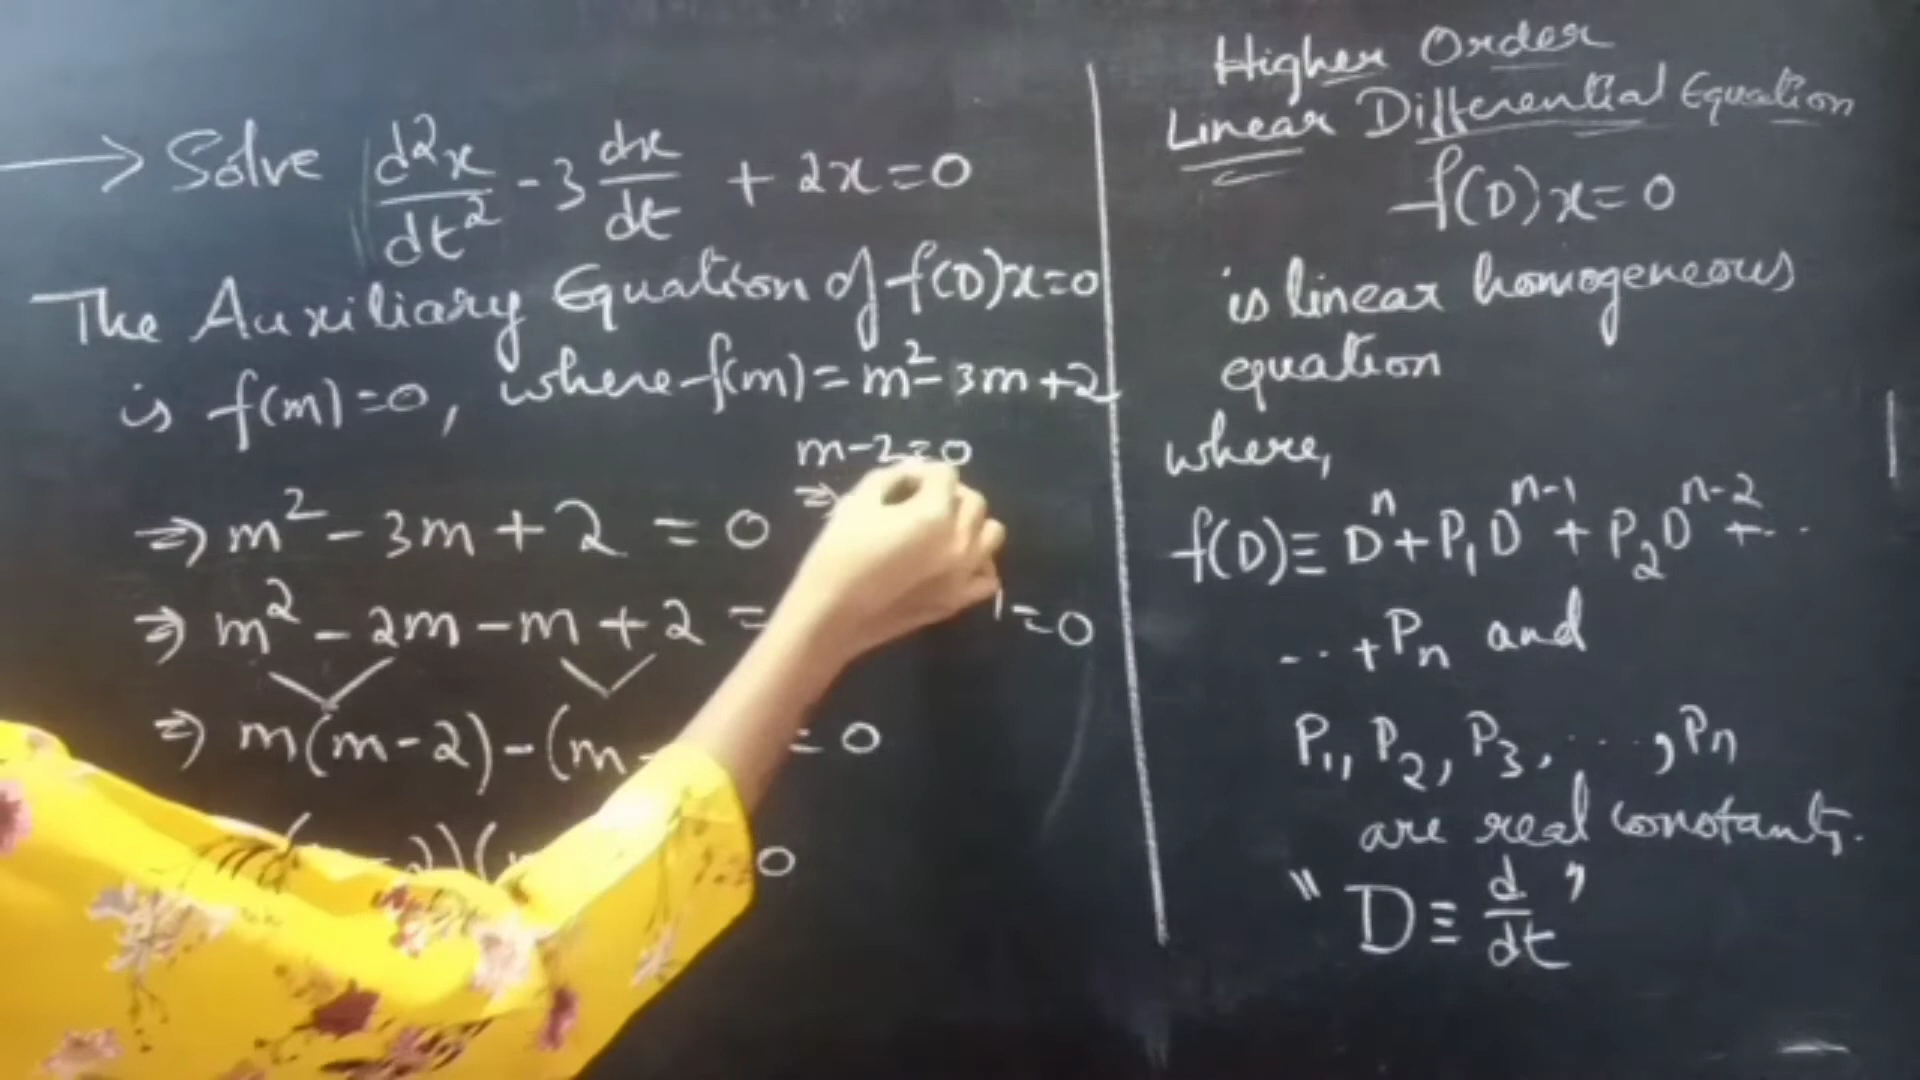 → Solve d²x/dt² - 3 dx/dt + 2x = 0
The Auxiliary Equation of f(D)x=0
is f(m)=0, where f(m) = m² - 3m + 2
m-2=0
⇒
⇒ m² - 3m + 2 = 0
⇒ m² - 2m - m + 2 =
1=0
⇒ m(m-2) - (m - = 0
2)( 0
Higher Order
Linear Differential Equation
f(D)x=0
is linear homogeneous
equation
where,
f(D) ≡ Dⁿ + P₁Dⁿ⁻¹ + P₂Dⁿ⁻² + ..
... + Pₙ and
P₁, P₂, P₃, ..., Pₙ
are real constants.
"D ≡ d/dt"